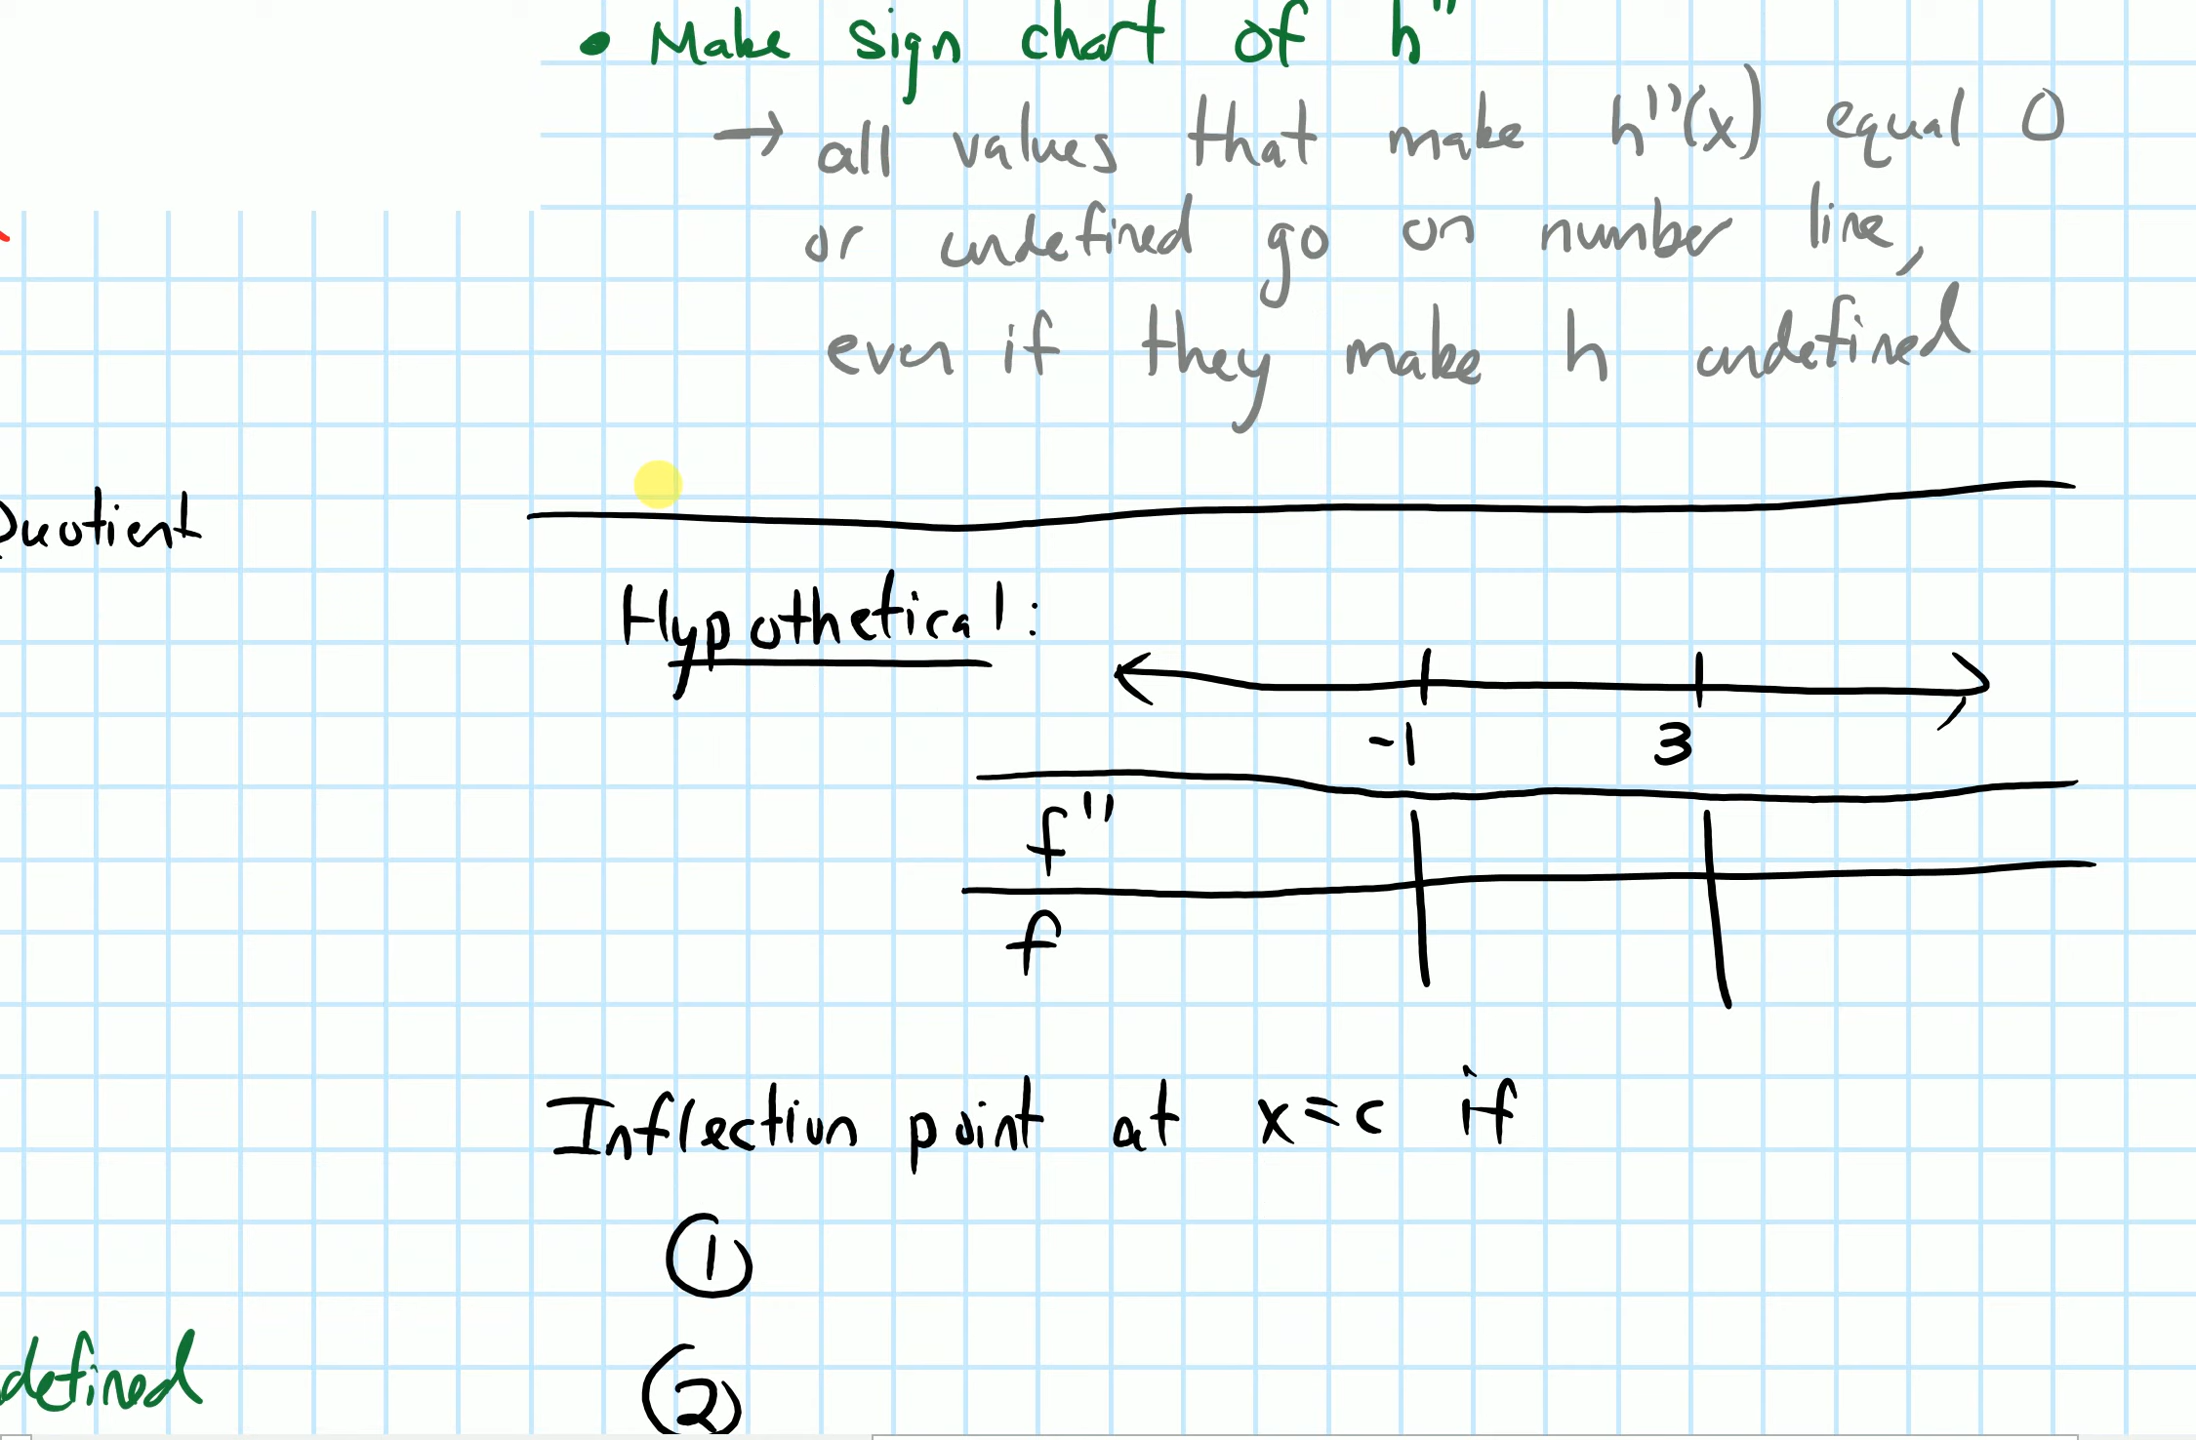 • Make sign chart of h"
→ all values that make h"(x) equal 0
or undefined go on number line,
even if they make h undefined
Quotient
Hypothetical:
-1 3
f"
f
Inflection point at x=c if
①
②
defined